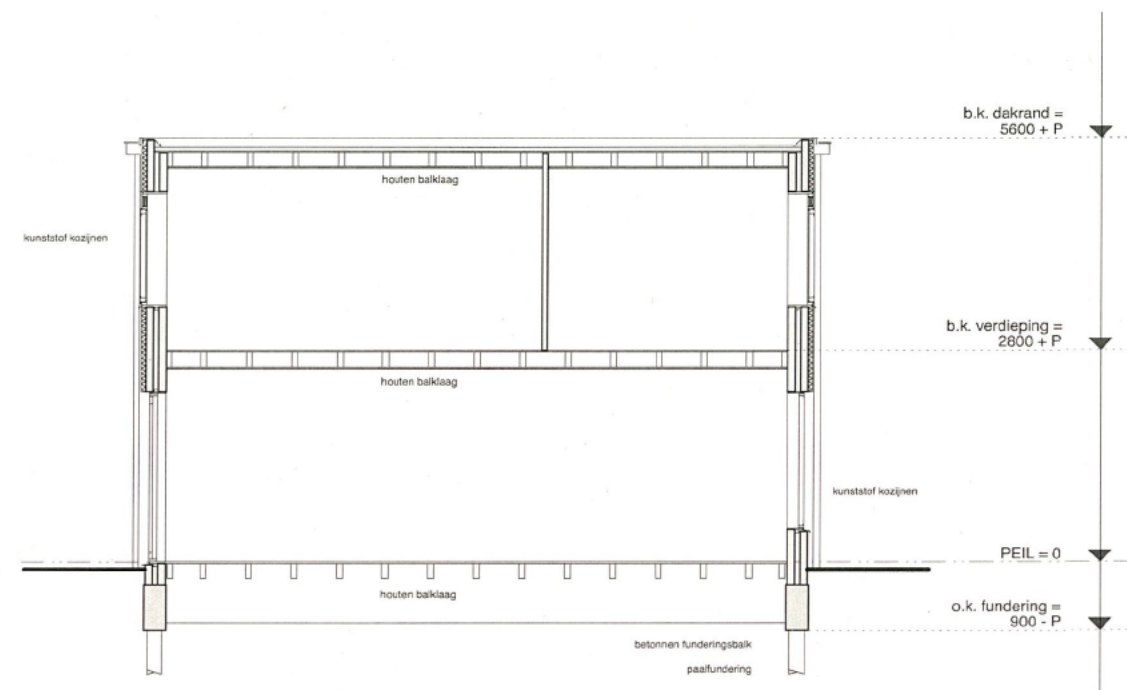 b.k. dakrand =
5600 + P
houten balklaag
kunststof kozijnen
b.k. verdieping =
2800 + P
houten balklaag
kunststof kozijnen
PEIL = 0
houten balklaag
o.k. fundering =
900 - P
betonnen funderingsbalk
paalfundering